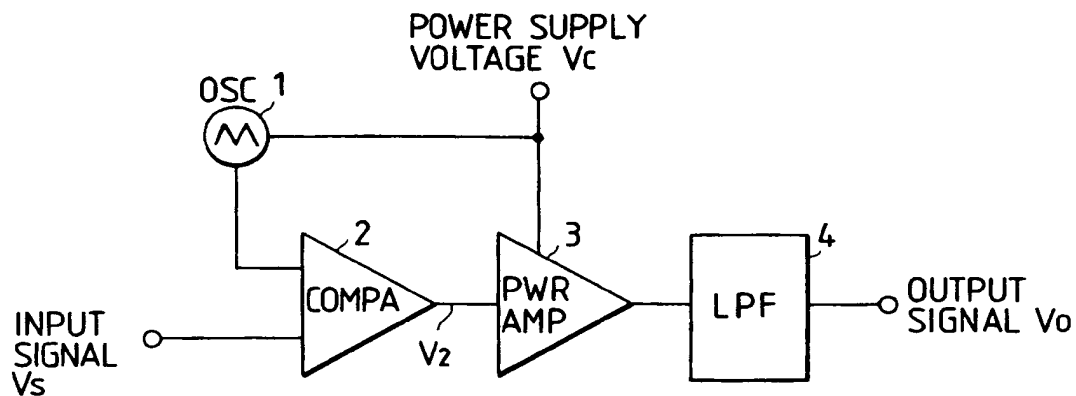 POWER SUPPLY
VOLTAGE Vc
OSC 1
2
COMPA
V2
3
PWR
AMP
4
LPF
INPUT
SIGNAL
Vs
OUTPUT
SIGNAL Vo